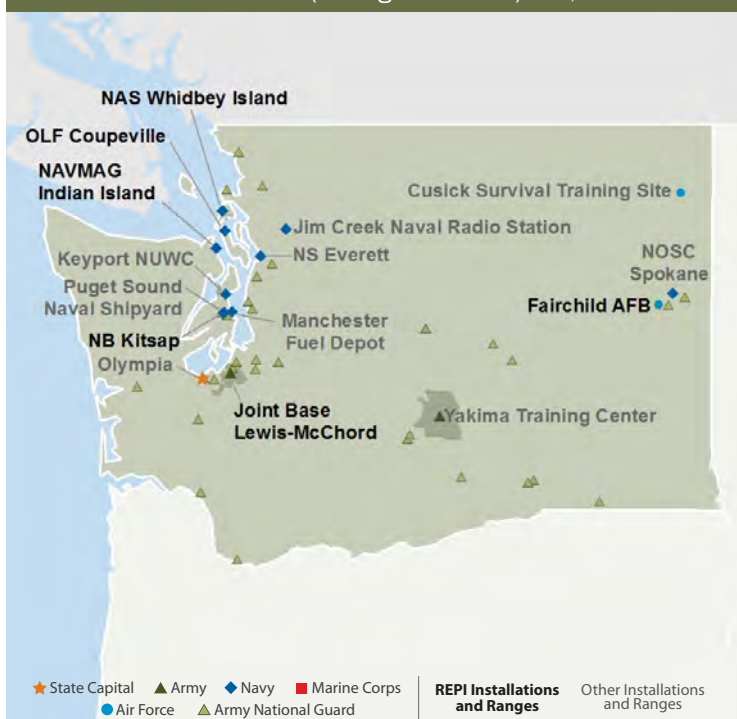 NAS Whidbey Island
OLF Coupeville
NAVMAG
Indian Island
Cusick Survival Training Site
Jim Creek Naval Radio Station
Keyport NUWC
NS Everett
NOSC
Spokane
Puget Sound
Naval Shipyard
Fairchild AFB
NB Kitsap
Manchester
Fuel Depot
Olympia
Joint Base
Lewis-McChord
Yakima Training Center
State Capital
Army
Navy
Marine Corps
Air Force
Army National Guard
REPI Installations
and Ranges
Other Installations
and Ranges